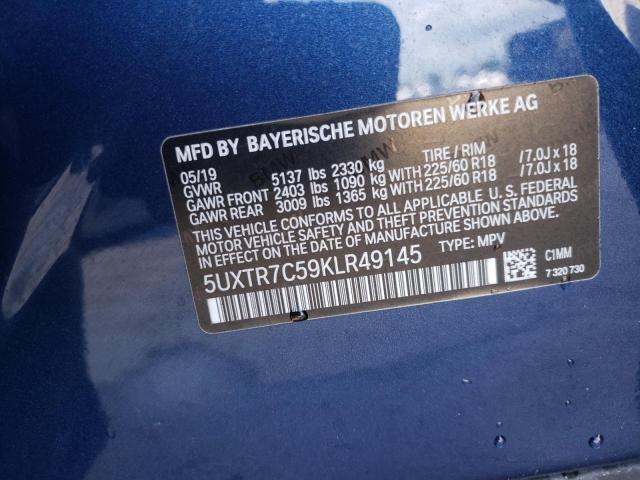 MFD BY BAYERISCHE MOTOREN WERKE AG
05/19 TIRE / RIM
GVWR 5137 lbs 2330 kg
GAWR FRONT 2403 lbs 1090 kg WITH 225/60 R18 /7.0J x 18
GAWR REAR 3009 lbs 1365 kg WITH 225/60 R18 /7.0J x 18
THIS VEHICLE CONFORMS TO ALL APPLICABLE U.S. FEDERAL
MOTOR VEHICLE SAFETY, BUMPER, AND THEFT PREVENTION STANDARDS
IN EFFECT ON THE DATE OF MANUFACTURE SHOWN ABOVE.
5UXTR7C59KLR49145 TYPE: MPV
C1MM
7 320 730